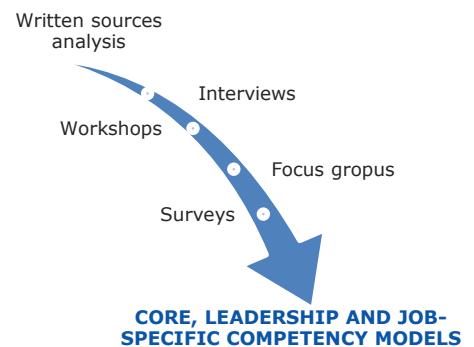 Written sources
analysis
Interviews
Workshops
Focus gropus
Surveys
CORE, LEADERSHIP AND JOB-
SPECIFIC COMPETENCY MODELS